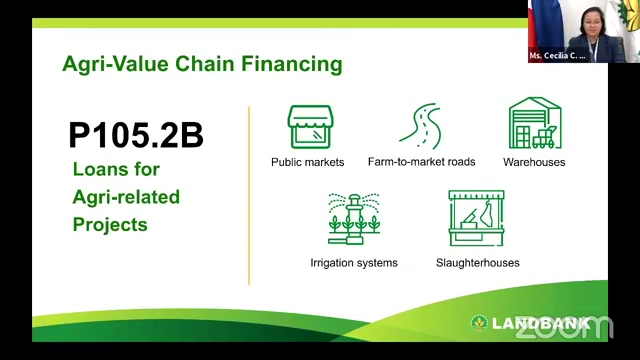 Ms. Cecilia C. ...
Agri-Value Chain Financing
P105.2B
Loans for
Agri-related
Projects
Public markets
Farm-to-market roads
Warehouses
Irrigation systems
Slaughterhouses
LANDBANK
zoom